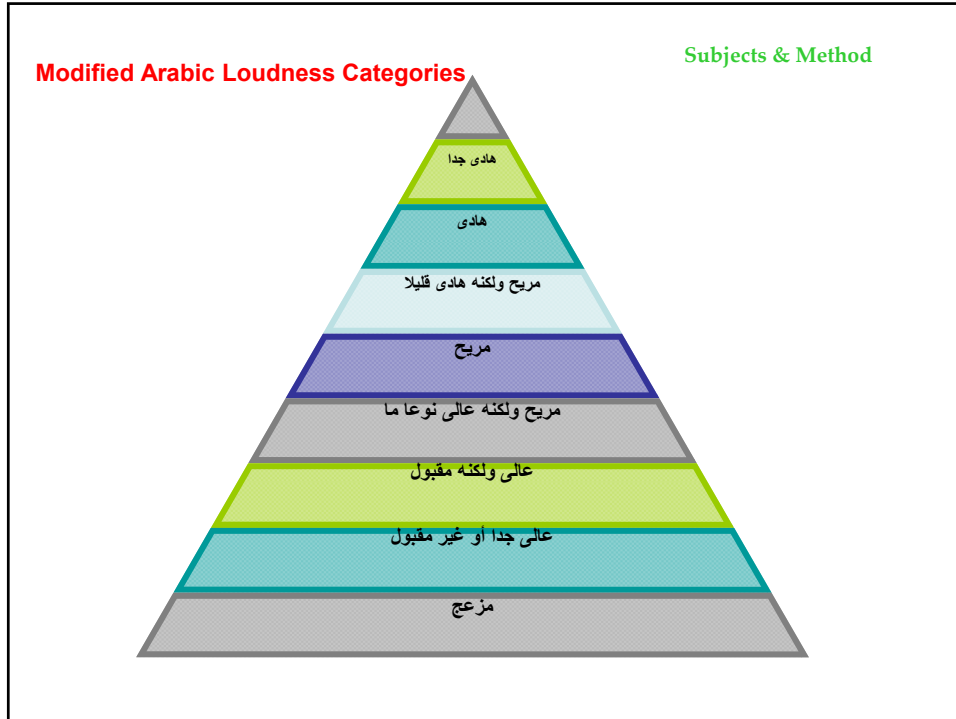 Subjects & Method
Modified Arabic Loudness Categories
هادى جدا
هادى
مريح ولكنه هادى قليلا
مريح
مريح ولكنه عالى نوعا ما
عالى ولكنه مقبول
عالى جدا أو غير مقبول
مزعج